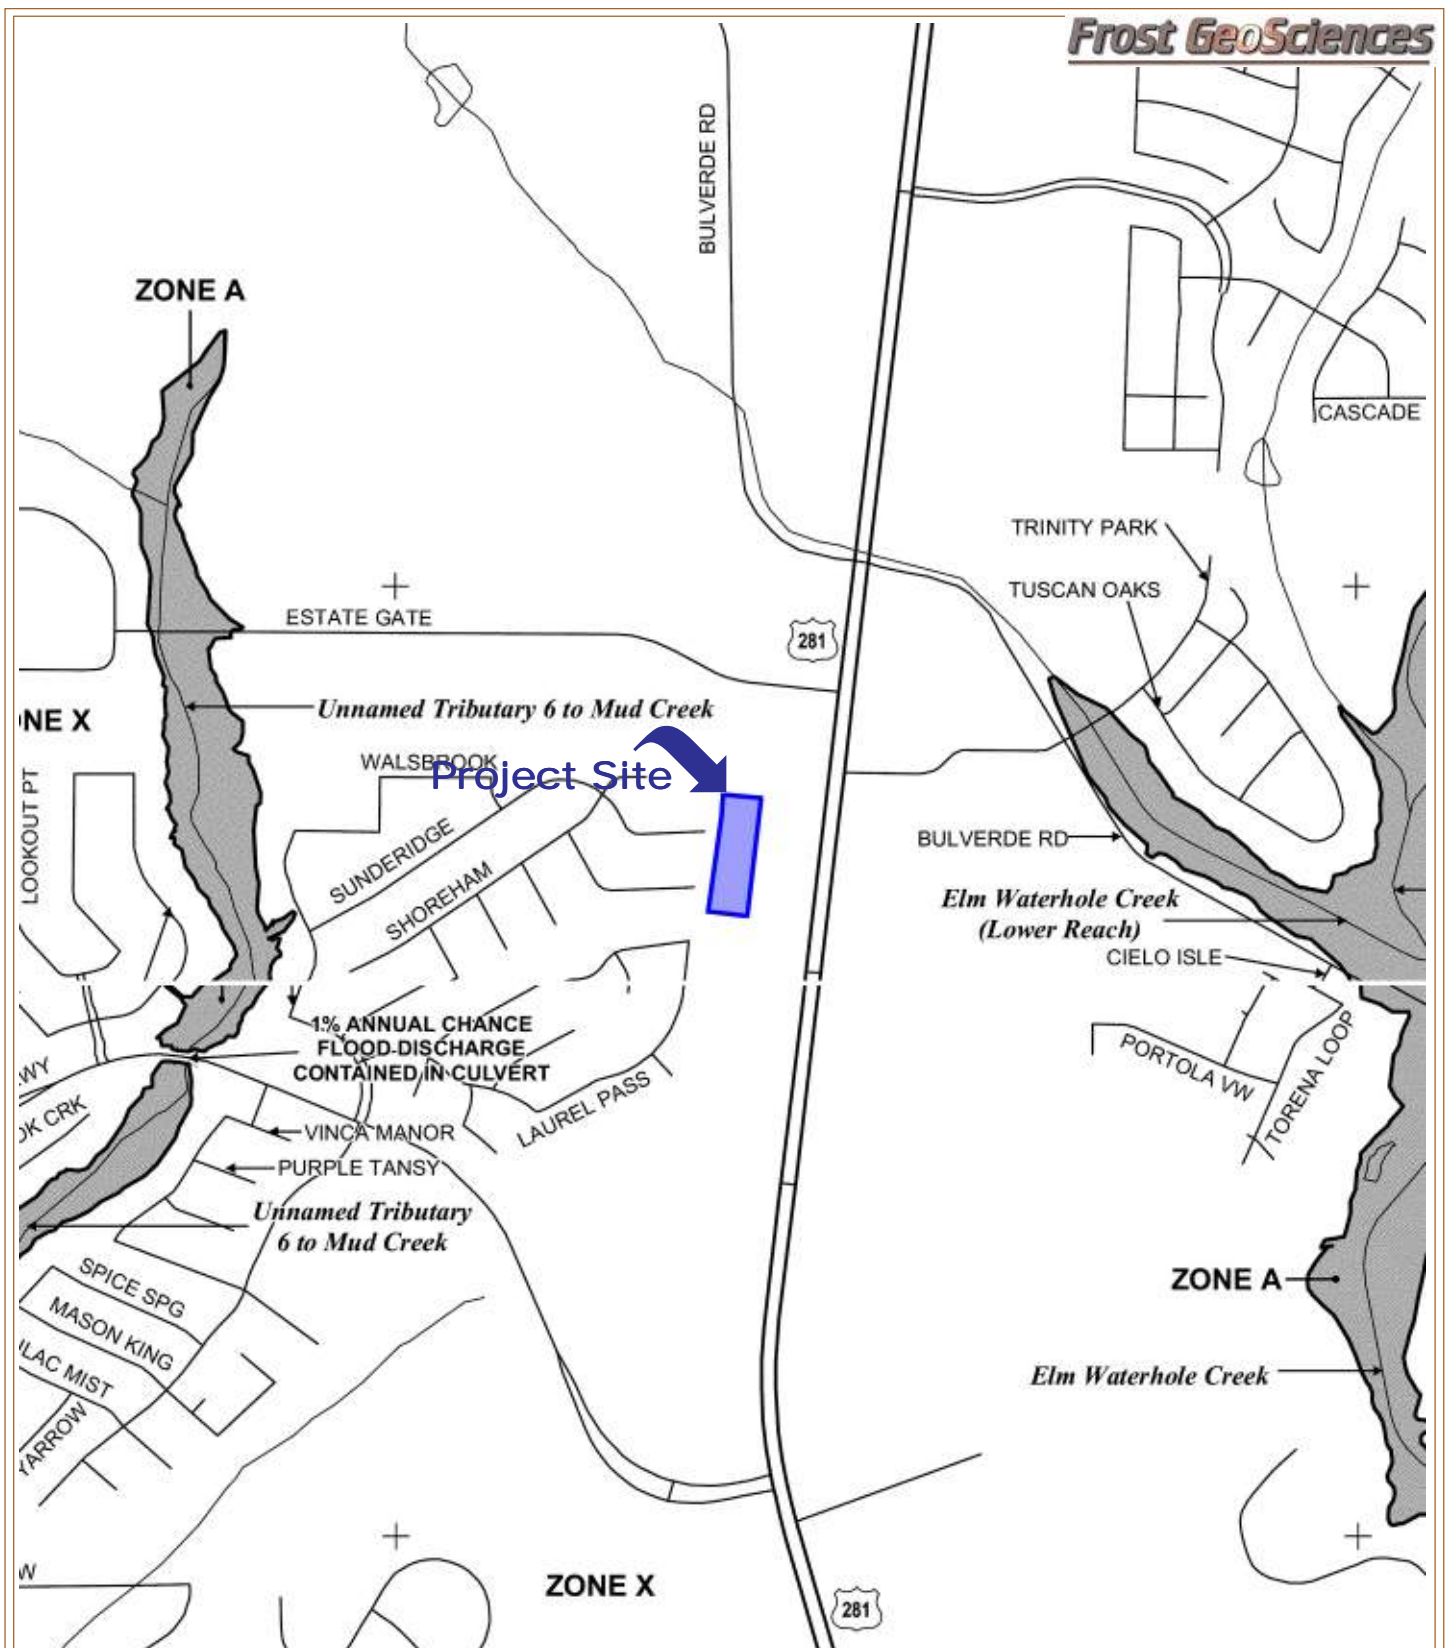 Frost GeoSciences
BULVERDE RD
ZONE A
CASCADE
TRINITY PARK
TUSCAN OAKS
ESTATE GATE
281
Unnamed Tributary 6 to Mud Creek
NE X
WALSBROOK
Project Site
LOOKOUT PT
SUNDERIDGE
SHOREHAM
BULVERDE RD
Elm Waterhole Creek
(Lower Reach)
CIELO ISLE
1% ANNUAL CHANCE
FLOOD DISCHARGE
CONTAINED IN CULVERT
PORTOLA VW
TORENA LOOP
WY
OK CRK
LAUREL PASS
VINCA MANOR
PURPLE TANSY
Unnamed Tributary
6 to Mud Creek
SPICE SPG
MASON KING
ILAC MIST
YARROW
ZONE A
Elm Waterhole Creek
W
ZONE X
281